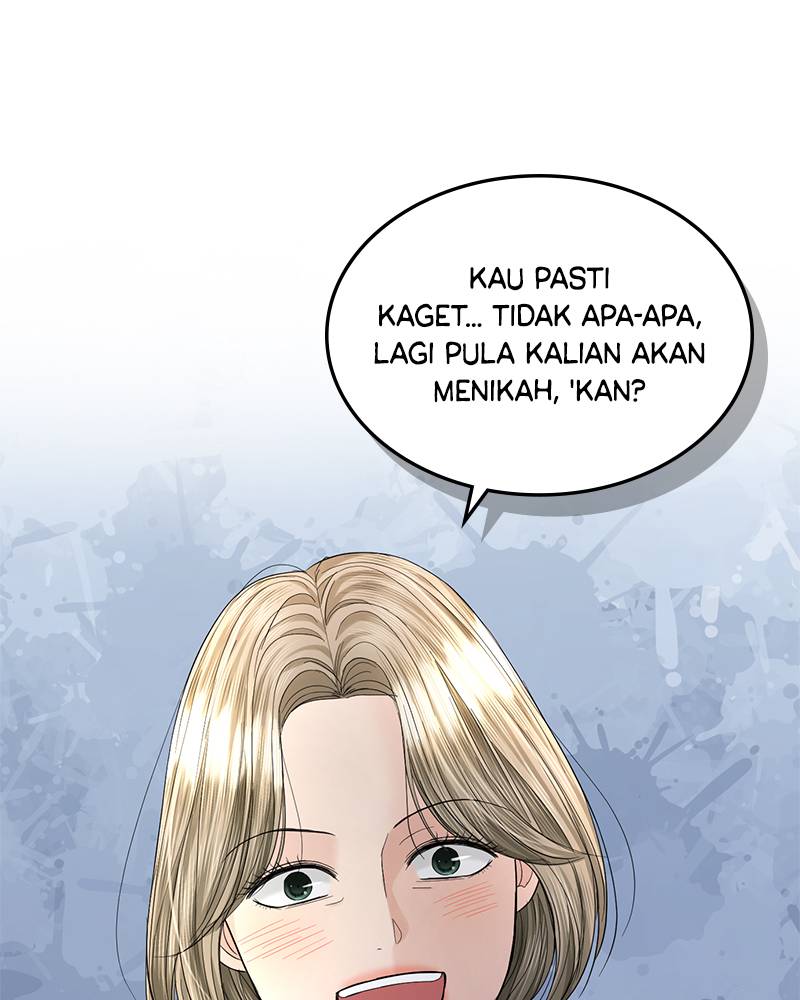 KAU PASTI
KAGET... TIDAK APA-APA,
LAGI PULA KALIAN AKAN
MENIKAH, 'KAN?